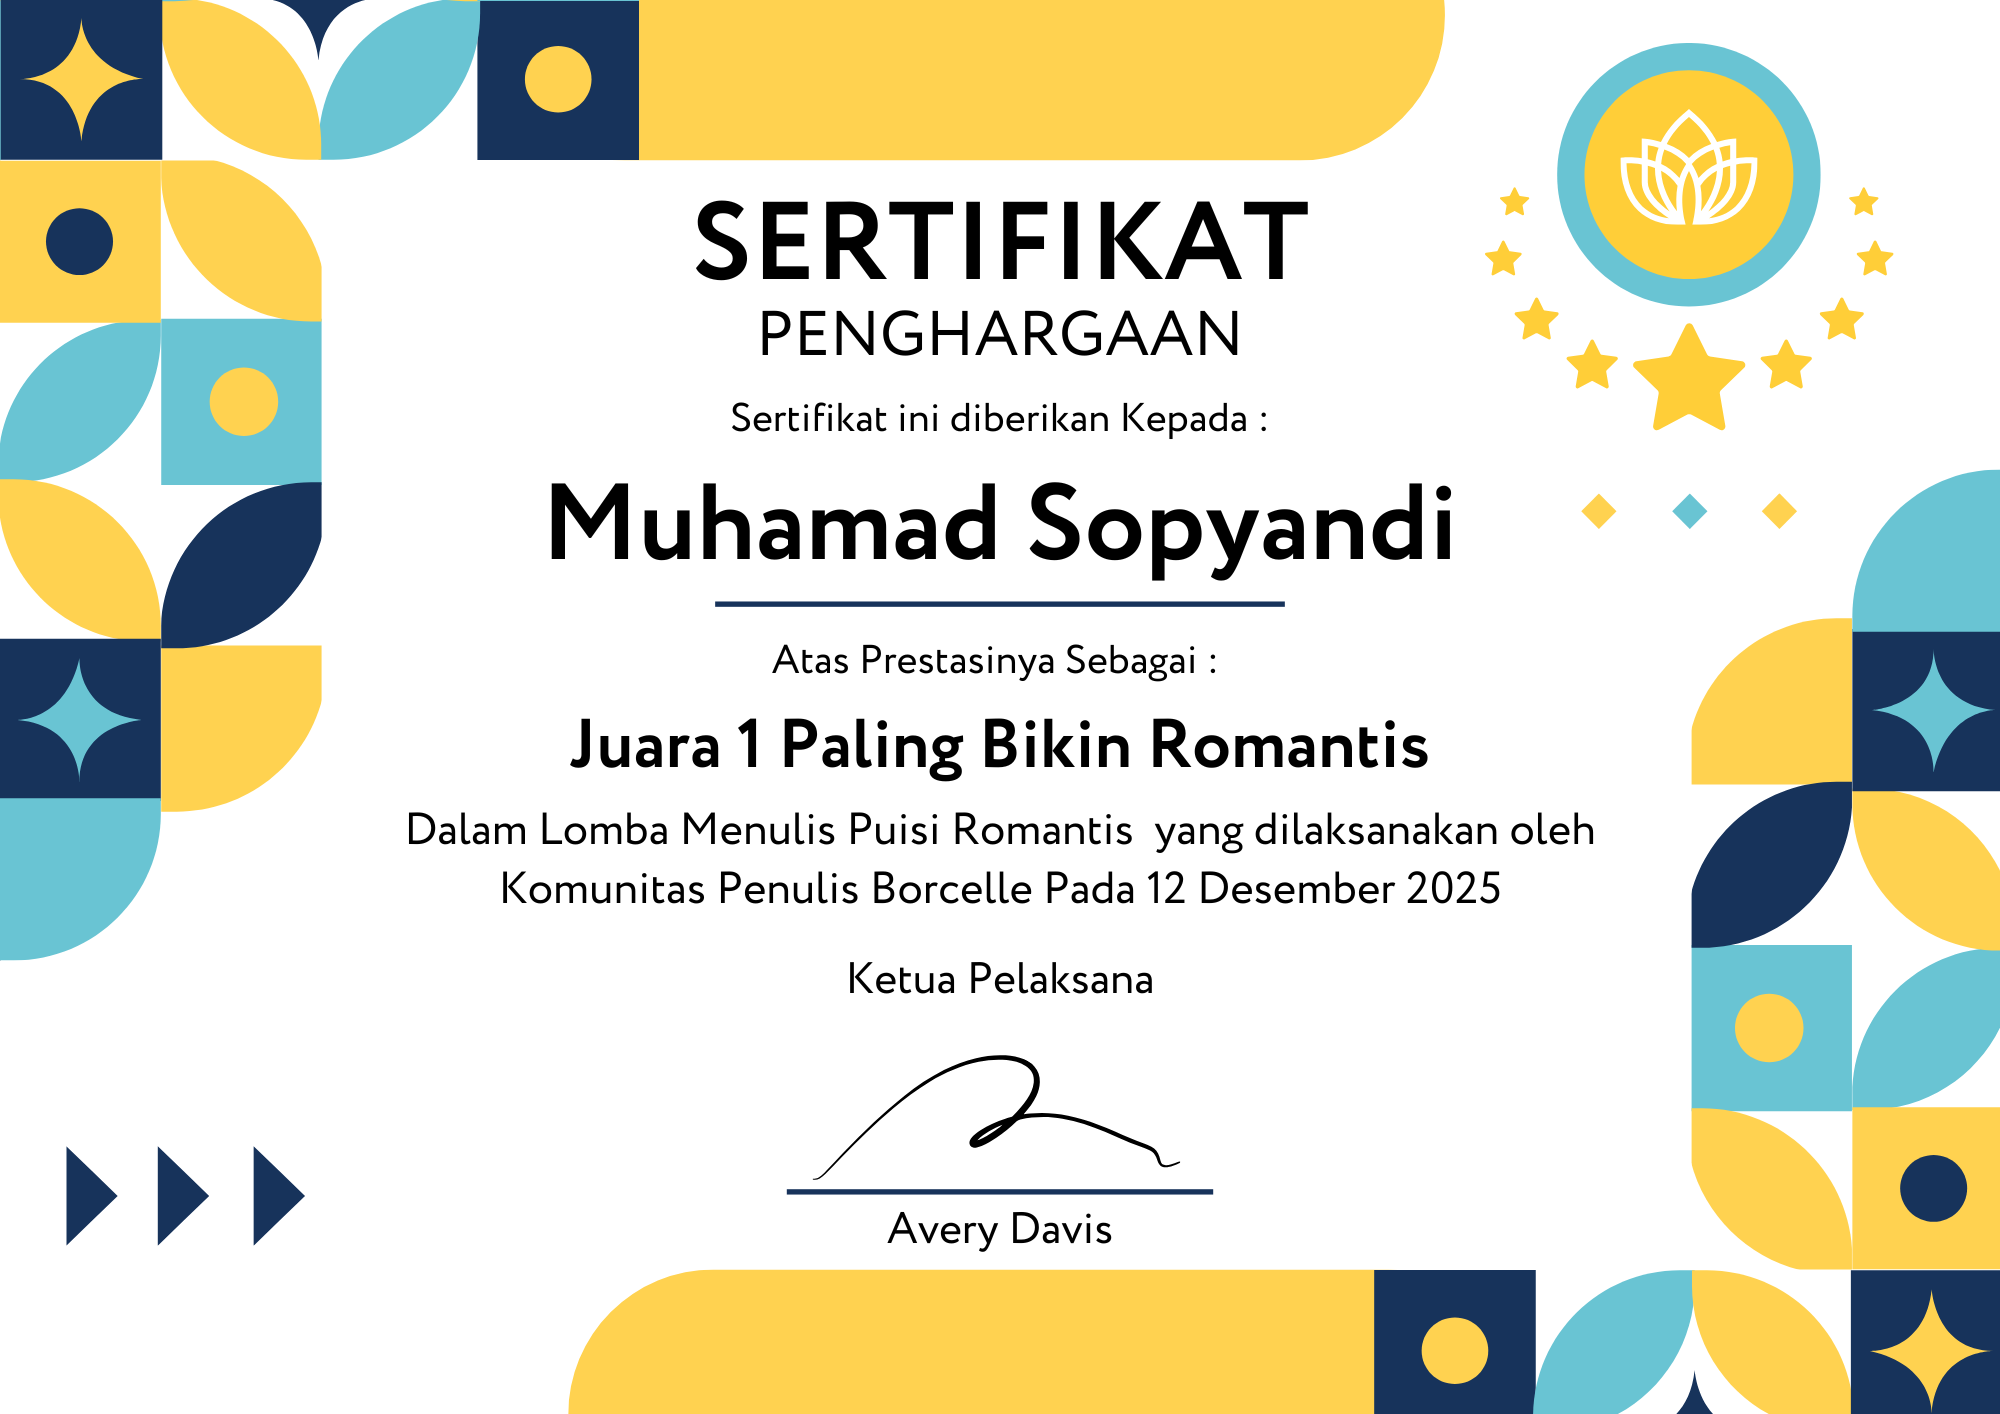 SERTIFIKAT
PENGHARGAAN
Sertifikat ini diberikan Kepada :
Muhamad Sopyandi
Atas Prestasinya Sebagai :
Juara 1 Paling Bikin Romantis
Dalam Lomba Menulis Puisi Romantis  yang dilaksanakan oleh
Komunitas Penulis Borcelle Pada 12 Desember 2025
Ketua Pelaksana
Avery Davis